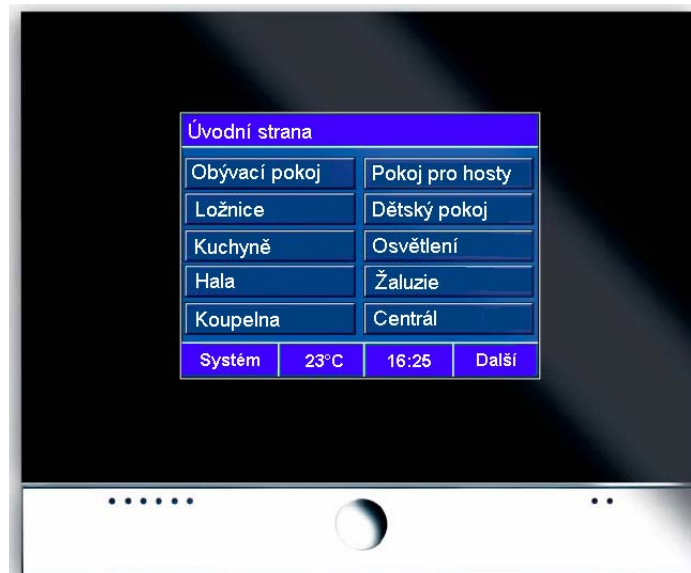 Úvodní strana
Obývací pokoj Pokoj pro hosty
Ložnice Dětský pokoj
Kuchyně Osvětlení
Hala Žaluzie
Koupelna Centrál
Systém 23°C 16:25 Další